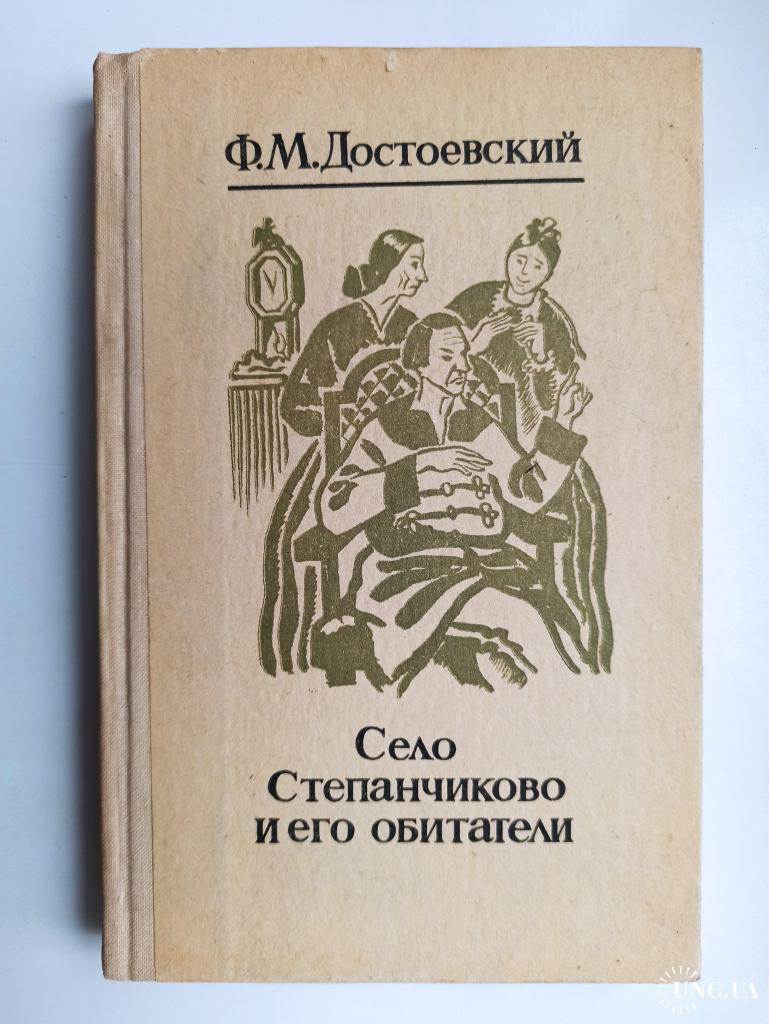 Ф.М.Достоевский
Село
Степанчиково
и его обитатели
UNC.UA